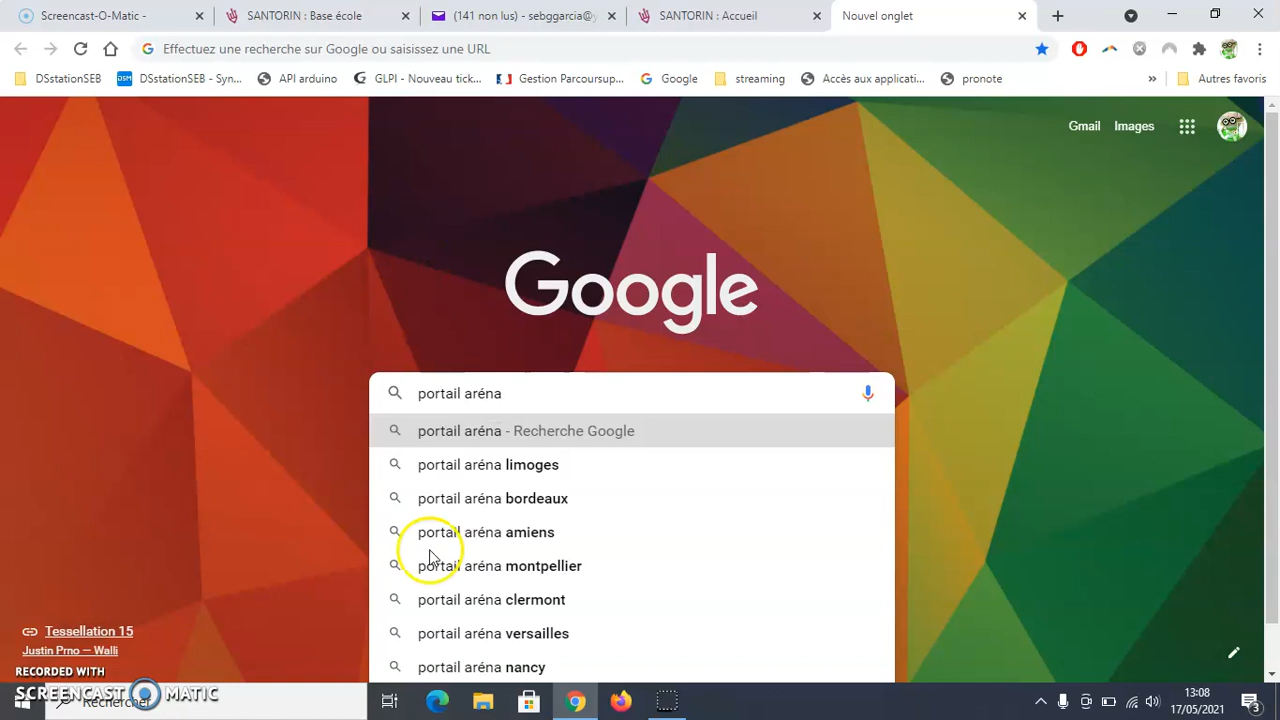 Screencast-O-Matic -
SANTORIN : Base école
(141 non lus) - sebggarcia@y
SANTORIN : Accueil
Nouvel onglet
Effectuez une recherche sur Google ou saisissez une URL
DSstationSEB
DSM
DSstationSEB - Syn...
API arduino
GLPI - Nouveau tick...
Gestion Parcoursup...
Google
streaming
Accès aux applicati...
pronote
»
Autres favoris
Gmail
Images
Google
portail aréna
portail aréna - Recherche Google
portail aréna limoges
portail aréna bordeaux
portail aréna amiens
portail aréna montpellier
portail aréna clermont
portail aréna versailles
portail aréna nancy
Tessellation 15
Justin Prno — Walli
RECORDED WITH
SCREENCAST-O-MATIC
Rechercher
13:08
17/05/2021
3